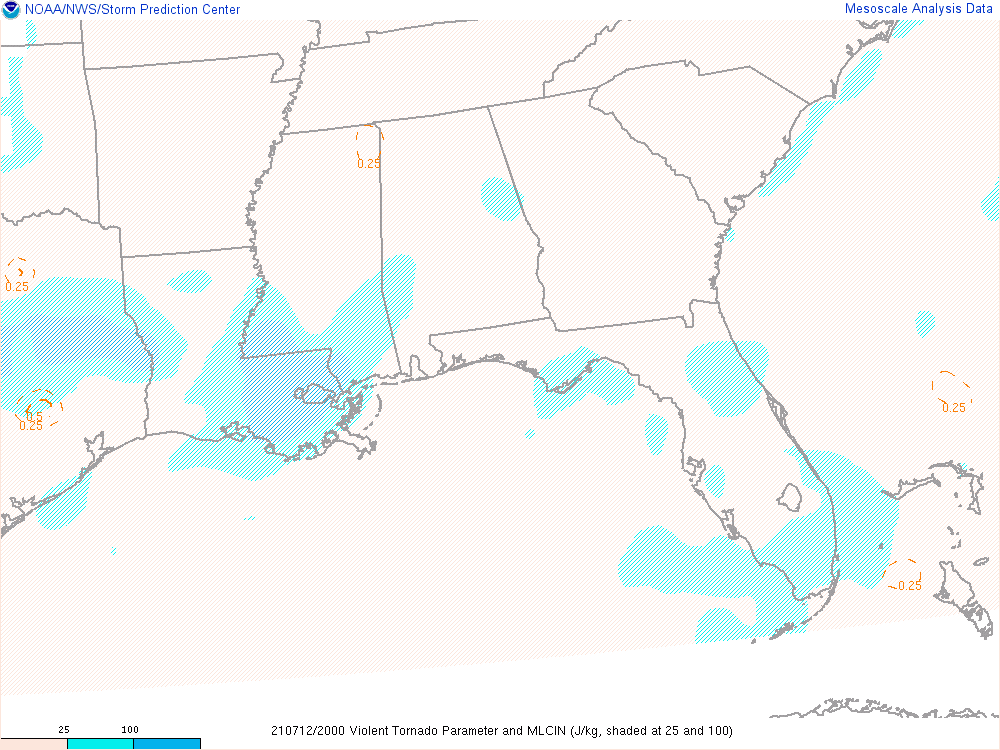 NOAA/NWS/Storm Prediction Center
Mesoscale Analysis Data
0.25
0.25
0.5
0.25
0.25
0.25
25
100
210712/2000 Violent Tornado Parameter and MLCIN (J/kg, shaded at 25 and 100)